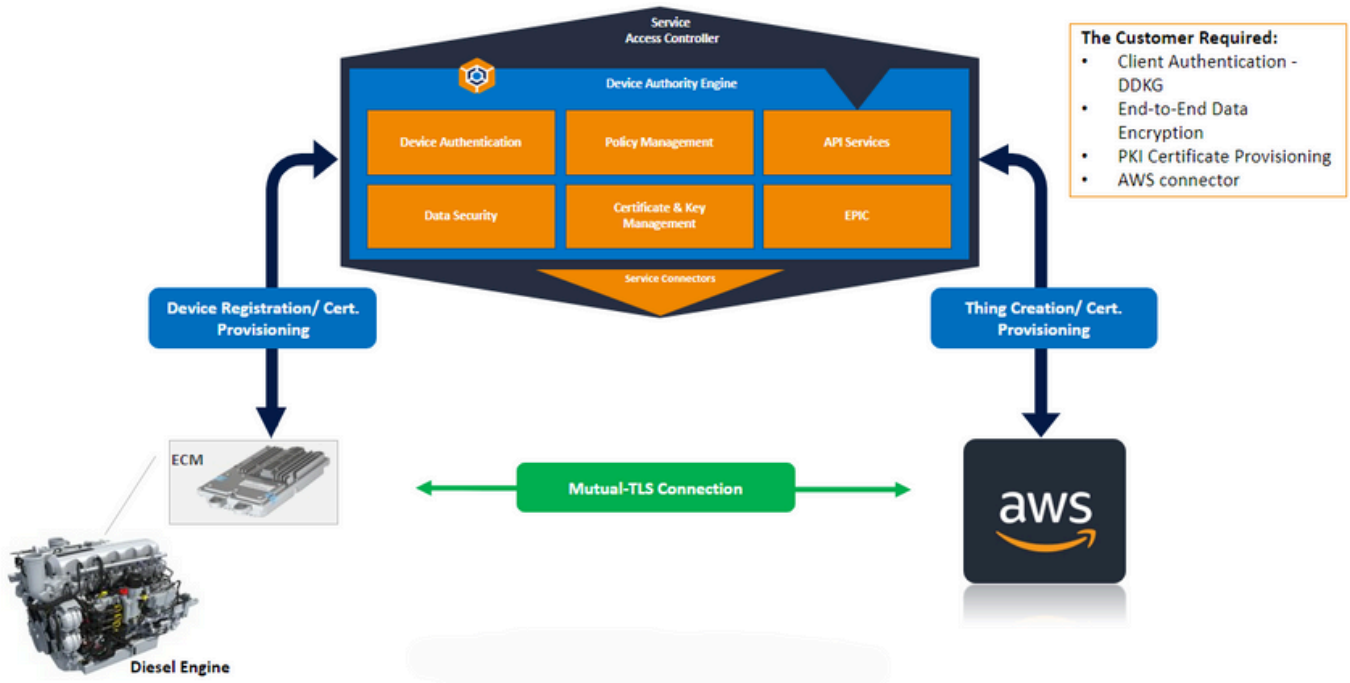 Service
Access Controller
Device Authority Engine
Device Authentication
Policy Management
API Services
Data Security
Certificate & Key
Management
EPIC
Service Connectors
The Customer Required:
• Client Authentication -
DDKG
• End-to-End Data
Encryption
• PKI Certificate Provisioning
• AWS connector
Device Registration/ Cert.
Provisioning
Thing Creation/ Cert.
Provisioning
ECM
Mutual-TLS Connection
aws
Diesel Engine